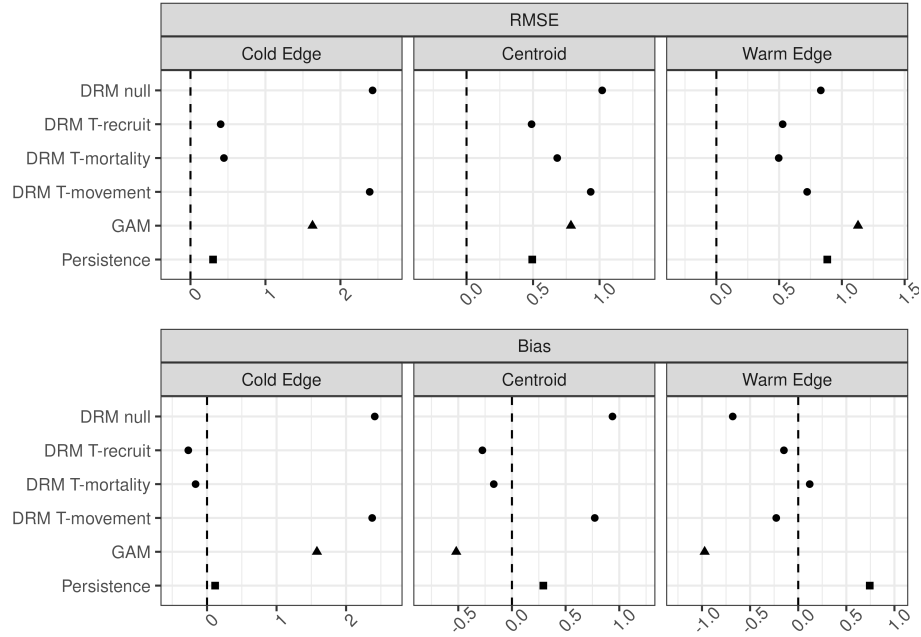 RMSE
Cold Edge Centroid Warm Edge
DRM null
DRM T-recruit
DRM T-mortality
DRM T-movement
GAM
Persistence
0 1 2 0.0 0.5 1.0 0.0 0.5 1.0 1.5
Bias
Cold Edge Centroid Warm Edge
DRM null
DRM T-recruit
DRM T-mortality
DRM T-movement
GAM
Persistence
0 1 2 -0.5 0.0 0.5 1.0 -1.0 -0.5 0.0 0.5 1.0